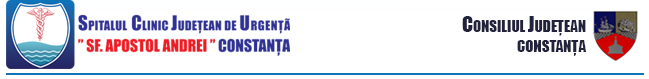 Spitalul Clinic Județean de Urgență
" SF. APOSTOL ANDREI " CONSTANȚA
Consiliul Județean
CONSTANȚA